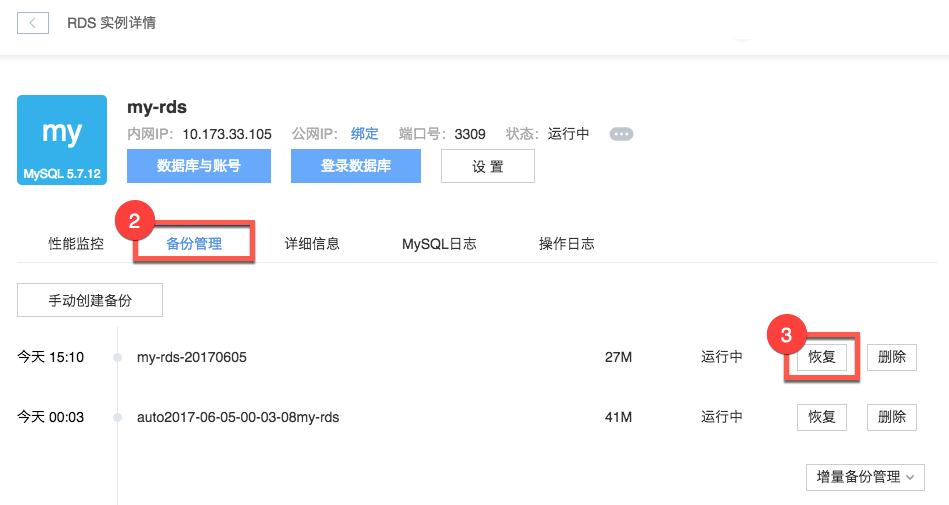 RDS 实例详情
my
MySQL 5.7.12
my-rds
内网IP: 10.173.33.105 公网IP: 绑定 端口号: 3309 状态: 运行中
数据库与账号 登录数据库 设 置
2
性能监控 备份管理 详细信息 MySQL日志 操作日志
手动创建备份
3
今天 15:10 my-rds-20170605 27M 运行中 恢复 删除
今天 00:03 auto2017-06-05-00-03-08my-rds 41M 运行中 恢复 删除
增量备份管理